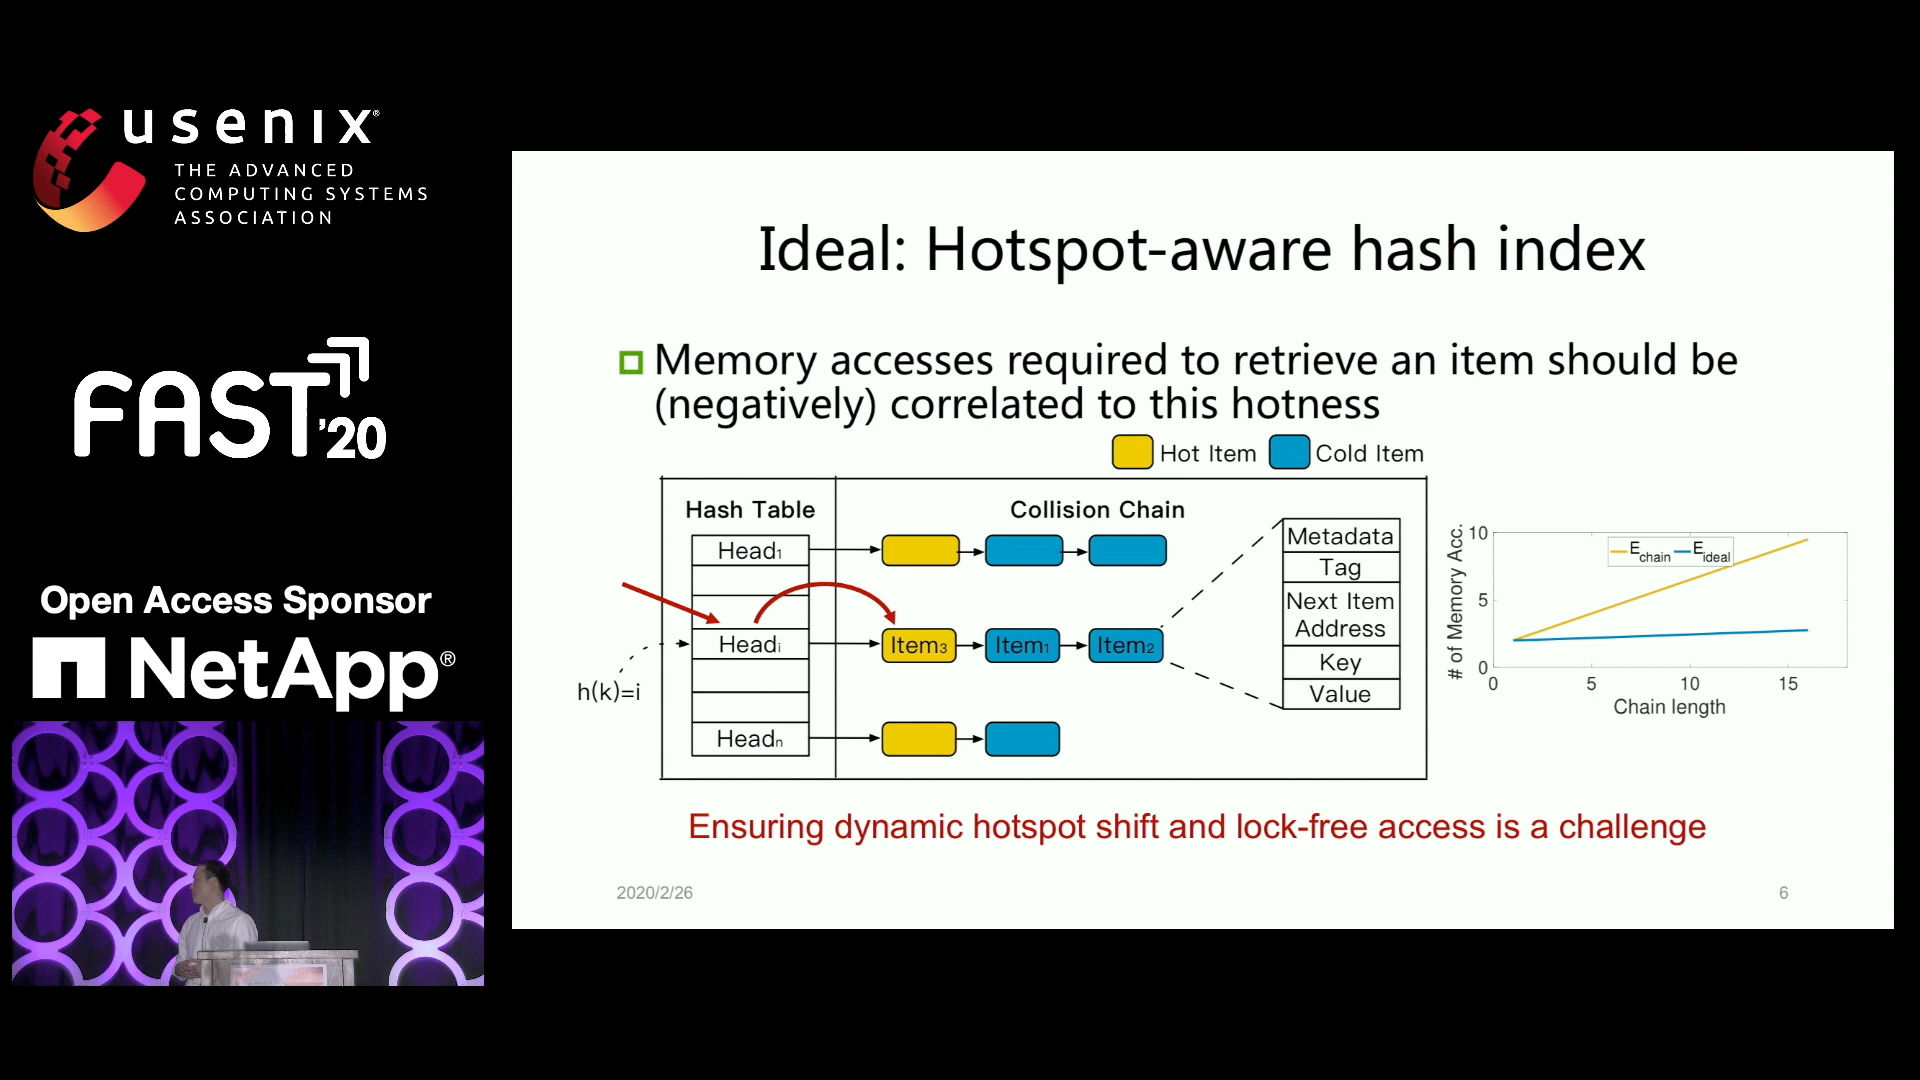 usenix®
THE ADVANCED
COMPUTING SYSTEMS
ASSOCIATION
FAST '20
Open Access Sponsor
NetApp®
Ideal: Hotspot-aware hash index
Memory accesses required to retrieve an item should be
(negatively) correlated to this hotness
Hot Item
Cold Item
Hash Table
Collision Chain
Head1
Headi
Headn
h(k)=i
Item3
Item1
Item2
Metadata
Tag
Next Item
Address
Key
Value
# of Memory Acc.
10
5
0
Echain
Eideal
0 5 10 15
Chain length
Ensuring dynamic hotspot shift and lock-free access is a challenge
2020/2/26
6